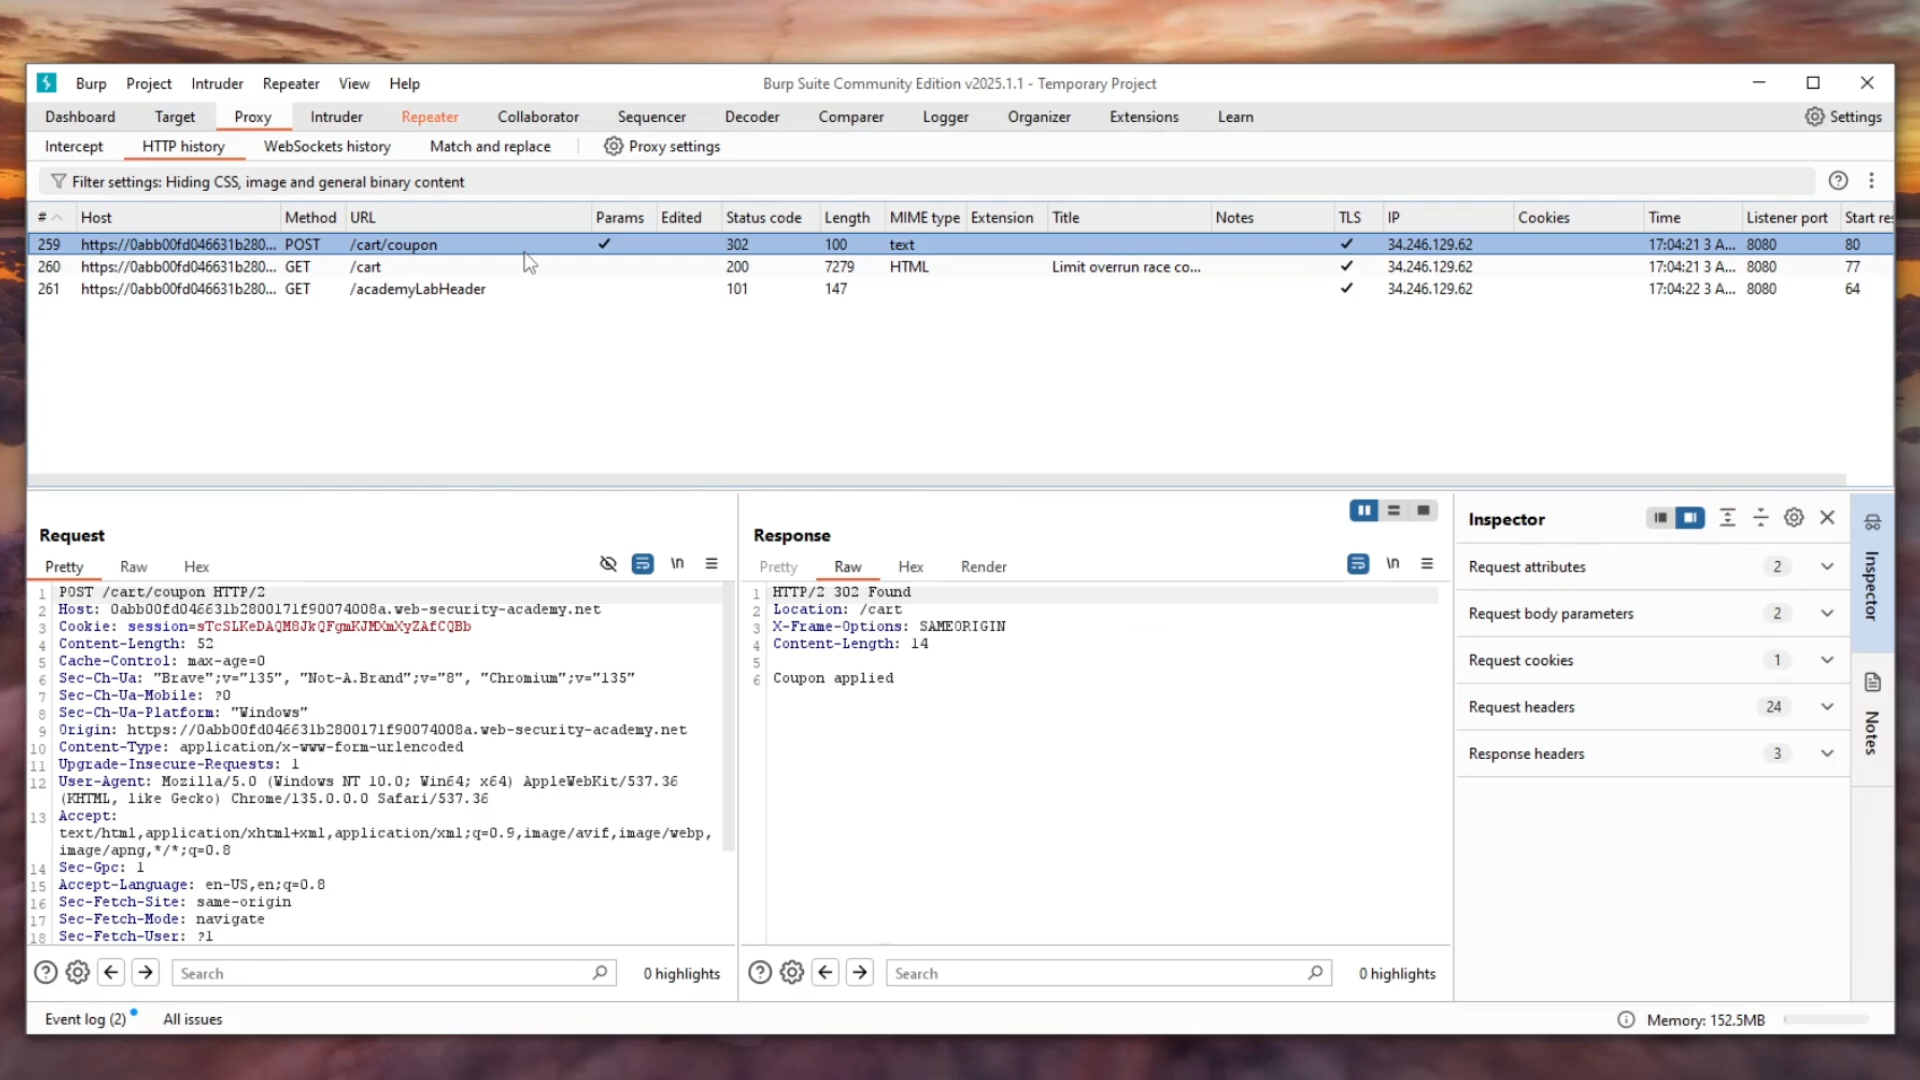 Burp Project Intruder Repeater View Help Burp Suite Community Edition v2025.1.1 - Temporary Project
Dashboard Target Proxy Intruder Repeater Collaborator Sequencer Decoder Comparer Logger Organizer Extensions Learn Settings
Intercept HTTP history WebSockets history Match and replace Proxy settings
Filter settings: Hiding CSS, image and general binary content
# Host Method URL Params Edited Status code Length MIME type Extension Title Notes TLS IP Cookies Time Listener port Start res
259 https://0abb00fd046631b280... POST /cart/coupon ✓ 302 100 text ✓ 34.246.129.62 17:04:21 3 A... 8080 80
260 https://0abb00fd046631b280... GET /cart 200 7279 HTML Limit overrun race co... ✓ 34.246.129.62 17:04:21 3 A... 8080 77
261 https://0abb00fd046631b280... GET /academyLabHeader 101 147 ✓ 34.246.129.62 17:04:22 3 A... 8080 64
Request
Pretty Raw Hex \n
1 POST /cart/coupon HTTP/2
2 Host: 0abb00fd046631b2800171f90074008a.web-security-academy.net
3 Cookie: session=sTcSLKeDAQM8JkQFgmKJMXmXyZAfCQBb
4 Content-Length: 52
5 Cache-Control: max-age=0
6 Sec-Ch-Ua: "Brave";v="135", "Not-A.Brand";v="8", "Chromium";v="135"
7 Sec-Ch-Ua-Mobile: ?0
8 Sec-Ch-Ua-Platform: "Windows"
9 Origin: https://0abb00fd046631b2800171f90074008a.web-security-academy.net
10 Content-Type: application/x-www-form-urlencoded
11 Upgrade-Insecure-Requests: 1
12 User-Agent: Mozilla/5.0 (Windows NT 10.0; Win64; x64) AppleWebKit/537.36
(KHTML, like Gecko) Chrome/135.0.0.0 Safari/537.36
13 Accept:
text/html,application/xhtml+xml,application/xml;q=0.9,image/avif,image/webp,
image/apng,*/*;q=0.8
14 Sec-Gpc: 1
15 Accept-Language: en-US,en;q=0.8
16 Sec-Fetch-Site: same-origin
17 Sec-Fetch-Mode: navigate
18 Sec-Fetch-User: ?1
Search 0 highlights
Response
Pretty Raw Hex Render \n
1 HTTP/2 302 Found
2 Location: /cart
3 X-Frame-Options: SAMEORIGIN
4 Content-Length: 14
5
6 Coupon applied
Search 0 highlights
Inspector
Request attributes 2
Request body parameters 2
Request cookies 1
Request headers 24
Response headers 3
Inspector
Notes
Event log (2) All issues Memory: 152.5MB